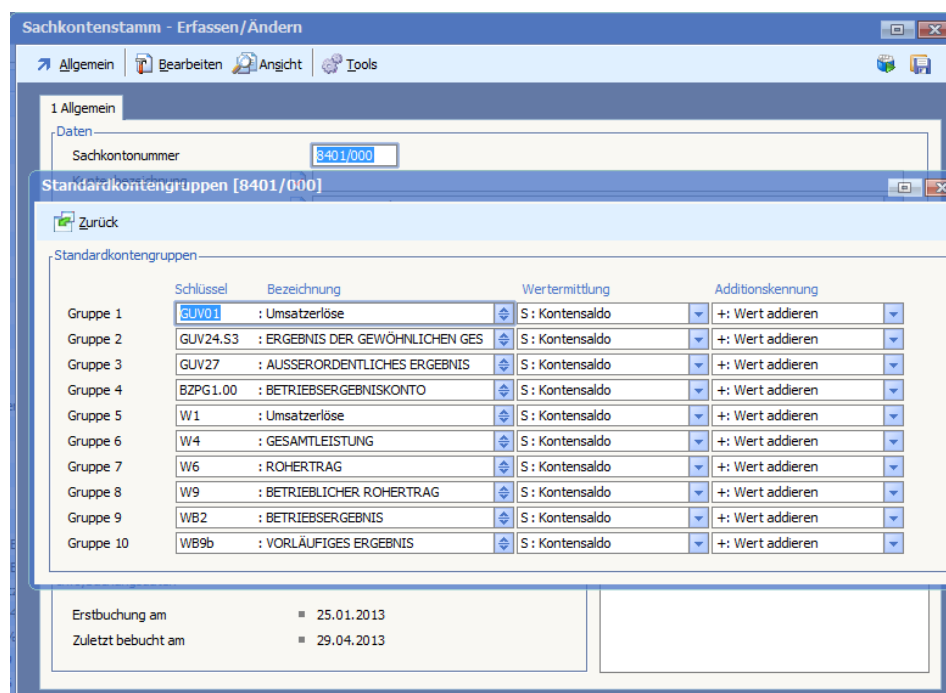 Sachkontenstamm - Erfassen/Ändern
Allgemein Bearbeiten Ansicht Tools
1 Allgemein
Daten
Sachkontonummer 8401/000
Standardkontengruppen [8401/000]
Zurück
Standardkontengruppen
Schlüssel Bezeichnung Wertermittlung Additionskennung
Gruppe 1 GUV01 : Umsatzerlöse S : Kontensaldo +: Wert addieren
Gruppe 2 GUV24.S3 : ERGEBNIS DER GEWÖHNLICHEN GES S : Kontensaldo +: Wert addieren
Gruppe 3 GUV27 : AUSSERORDENTLICHES ERGEBNIS S : Kontensaldo +: Wert addieren
Gruppe 4 BZPG1.00 : BETRIEBSERGEBNISKONTO S : Kontensaldo +: Wert addieren
Gruppe 5 W1 : Umsatzerlöse S : Kontensaldo +: Wert addieren
Gruppe 6 W4 : GESAMTLEISTUNG S : Kontensaldo +: Wert addieren
Gruppe 7 W6 : ROHERTRAG S : Kontensaldo +: Wert addieren
Gruppe 8 W9 : BETRIEBLICHER ROHERTRAG S : Kontensaldo +: Wert addieren
Gruppe 9 WB2 : BETRIEBSERGEBNIS S : Kontensaldo +: Wert addieren
Gruppe 10 WB9b : VORLÄUFIGES ERGEBNIS S : Kontensaldo +: Wert addieren
Erstbuchung am 25.01.2013
Zuletzt bebucht am 29.04.2013